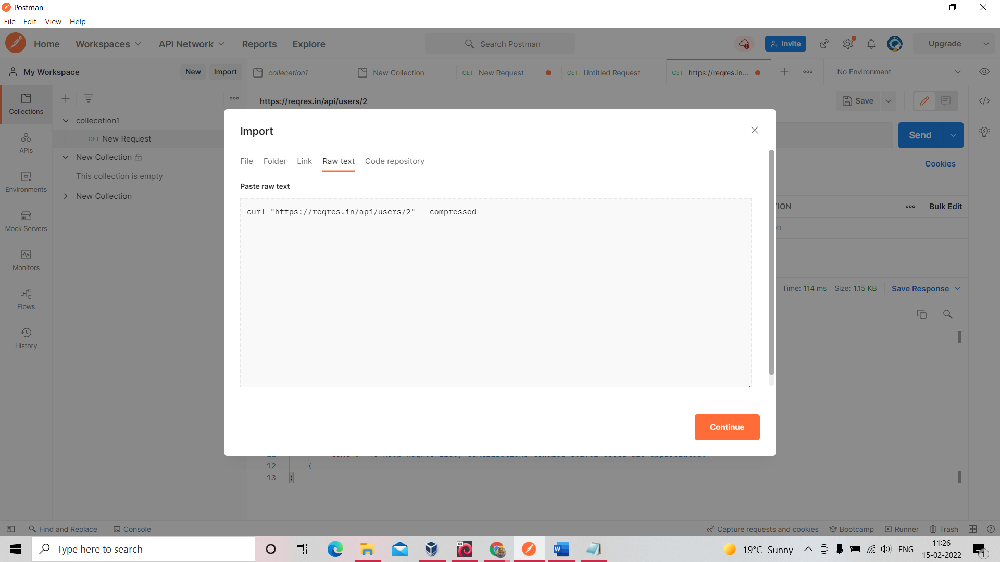 Postman
File Edit View Help
Home Workspaces API Network Reports Explore Search Postman Invite Upgrade
My Workspace New Import collecetion1 New Collection GET New Request GET Untitled Request GET https://reqres.in... No Environment
Collections
APIs
Environments
Mock Servers
Monitors
Flows
History
collecetion1
GET New Request
New Collection
This collection is empty
New Collection
https://reqres.in/api/users/2 Save
Send
Cookies
Import
File Folder Link Raw text Code repository
Paste raw text
curl "https://reqres.in/api/users/2" --compressed
Continue
Bulk Edit
Time: 114 ms Size: 1.15 KB Save Response
12 }
13 }
Find and Replace Console Capture requests and cookies Bootcamp Runner Trash
Type here to search 64 19°C Sunny ENG 11:26
15-02-2022 1